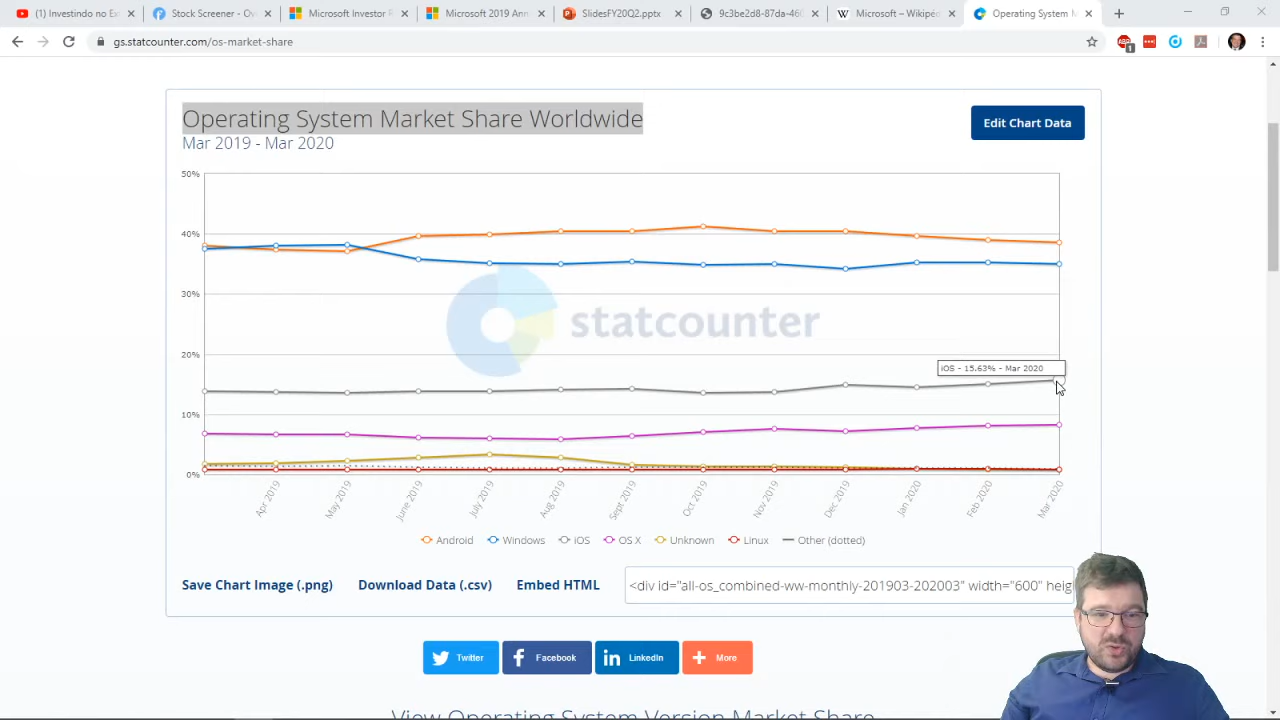 (1) Investindo no Ex
Stock Screener - Ov
Microsoft Investor R
Microsoft 2019 Ann
SlidesFY20Q2.pptx
9c3be2d8-87da-460
Microsoft – Wikipéd
Operating System M
gs.statcounter.com/os-market-share
1
Operating System Market Share Worldwide
Mar 2019 - Mar 2020
Edit Chart Data
50%
40%
30%
20%
10%
0%
statcounter
iOS - 15.63% - Mar 2020
Apr 2019
May 2019
June 2019
July 2019
Aug 2019
Sept 2019
Oct 2019
Nov 2019
Dec 2019
Jan 2020
Feb 2020
Mar 2020
Android Windows iOS OS X Unknown Linux Other (dotted)
Save Chart Image (.png)
Download Data (.csv)
Embed HTML
<div id="all-os_combined-ww-monthly-201903-202003" width="600" heig
Twitter
Facebook
LinkedIn
More
View Operating System Version Market Share